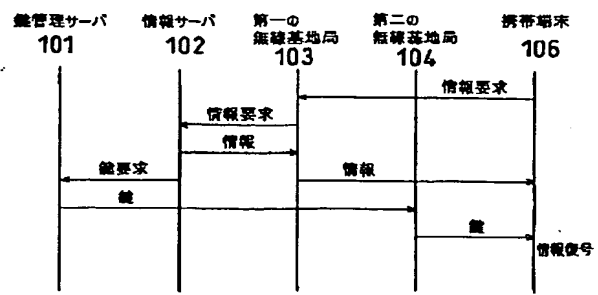 鍵管理サーバ
101
情報サーバ
102
第一の
無線基地局
103
第二の
無線基地局
104
携帯端末
106
情報要求
情報要求
情報
鍵要求
情報
鍵
鍵
情報復号